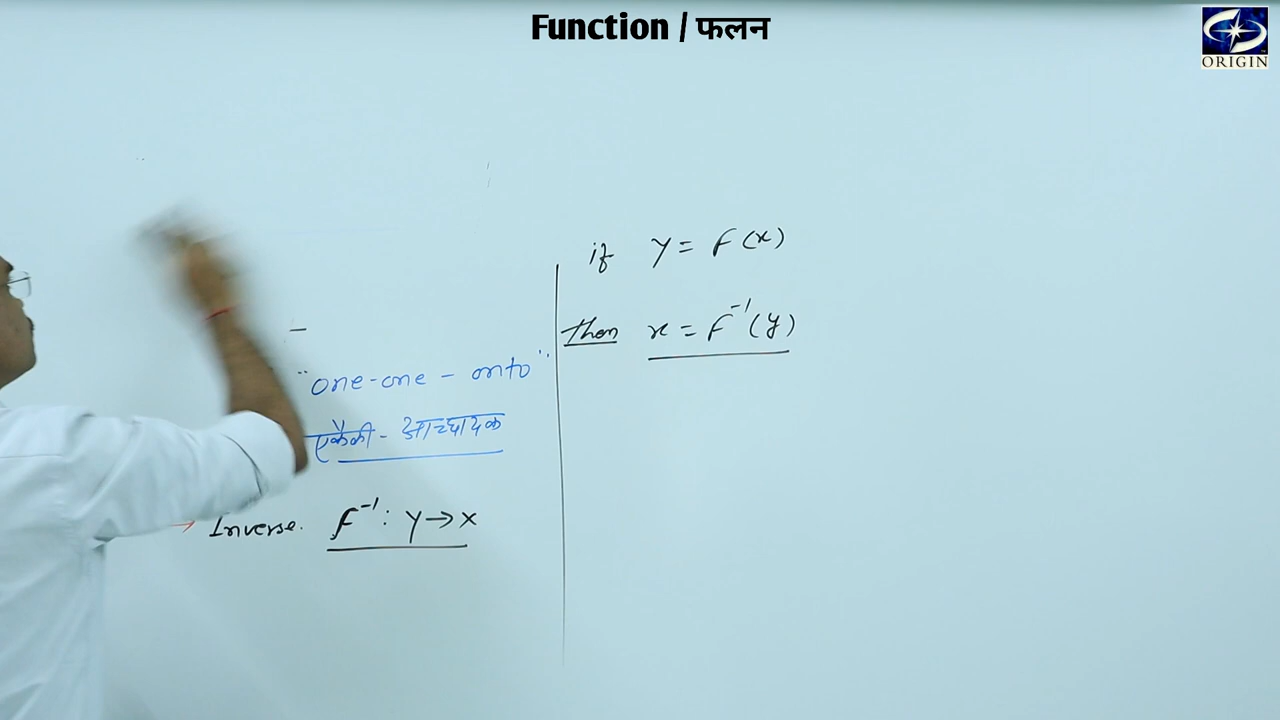 Function / फलन
ORIGIN
"one-one - onto"
एकैकी - आच्छादक
→ Inverse. f⁻¹: y→x
if y = f(x)
then x = f⁻¹(y)